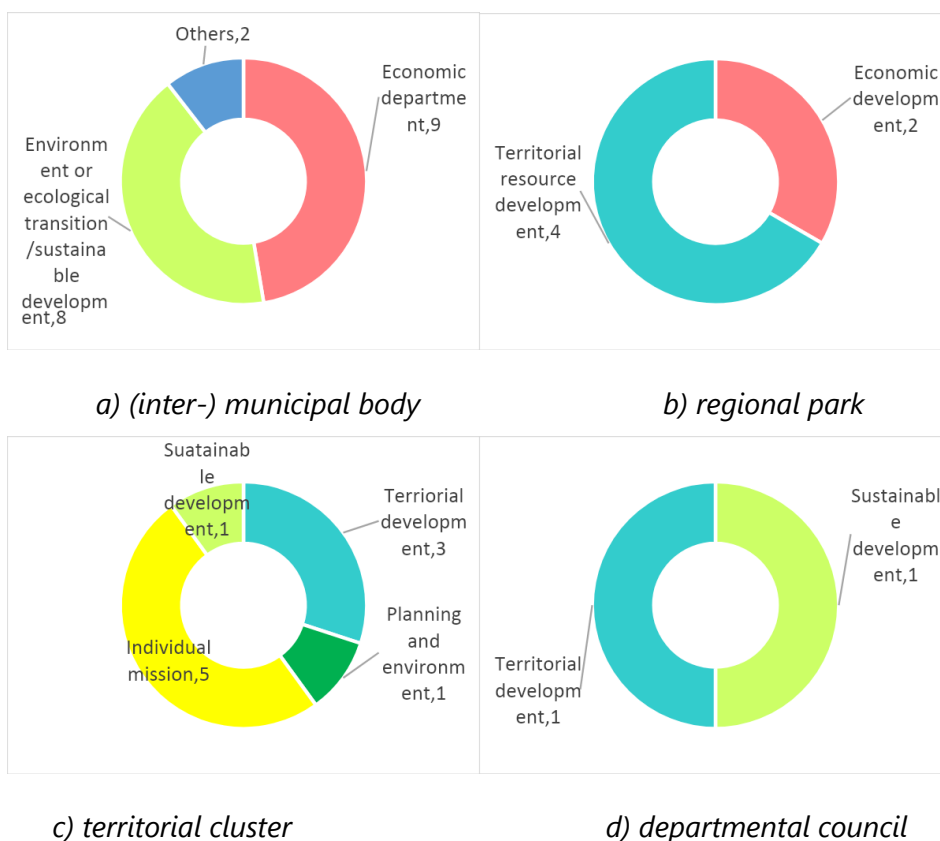 Others,2
Economic
departme
nt,9
Environm
ent or
ecological
transition
/sustaina
ble
developm
ent,8
Economic
developm
ent,2
Territorial
resource
developm
ent,4
a) (inter-) municipal body
b) regional park
Suatainab
le
developm
ent,1
Terriorial
developm
ent,3
Planning
and
environm
ent,1
Individual
mission,5
Sustainabl
e
developm
ent,1
Territorial
developm
ent,1
c) territorial cluster
d) departmental council